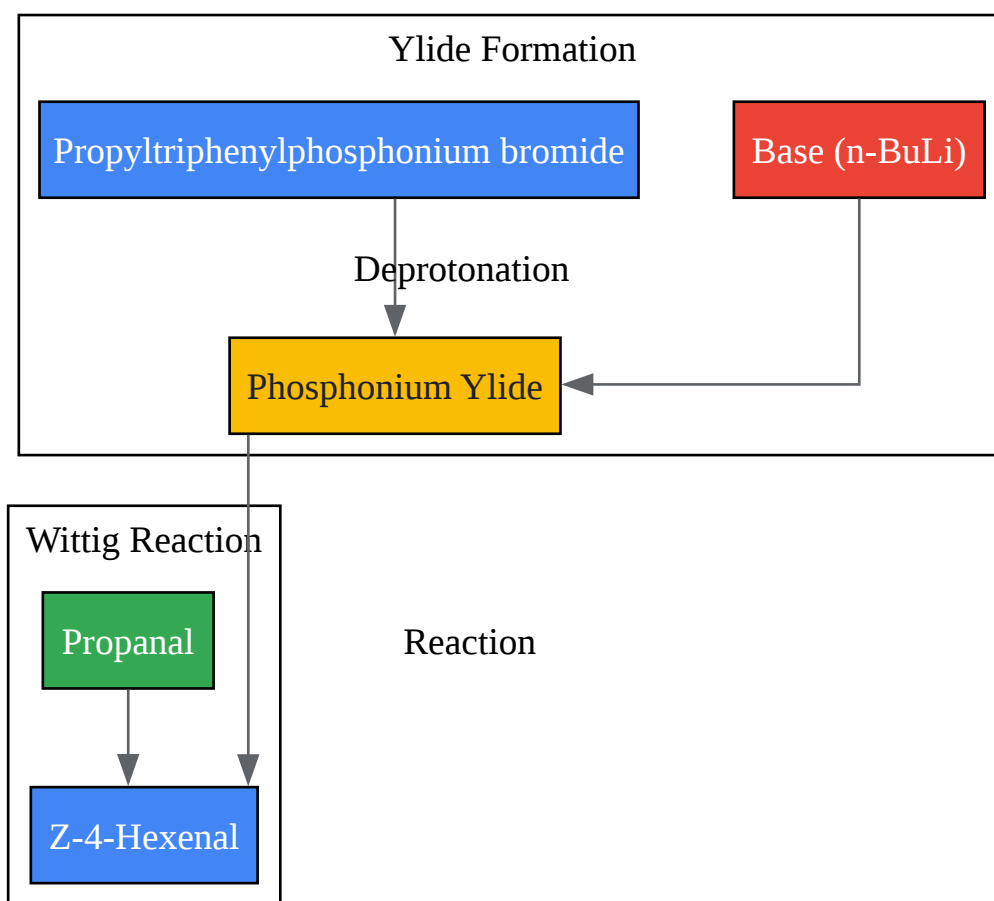 Ylide Formation
Propyltriphenylphosphonium bromide
Base (n-BuLi)
Deprotonation
Phosphonium Ylide
Wittig Reaction
Propanal
Reaction
Z-4-Hexenal